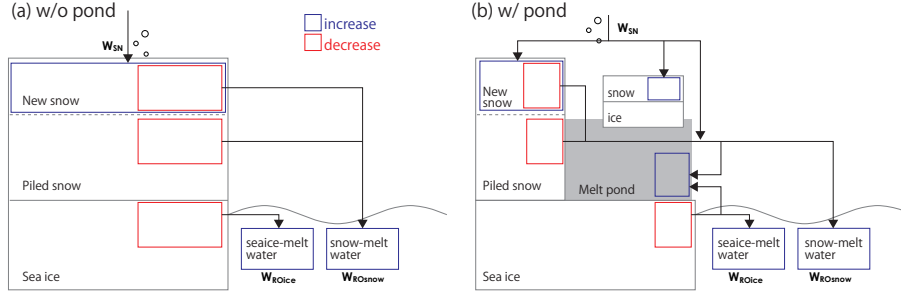 (a) w/o pond
W_SN
increase
decrease
New snow
Piled snow
Sea ice
seaice-melt
water
W_ROice
snow-melt
water
W_ROsnow
(b) w/ pond
W_SN
New
snow
snow
ice
Piled snow
Melt pond
Sea ice
seaice-melt
water
W_ROice
snow-melt
water
W_ROsnow